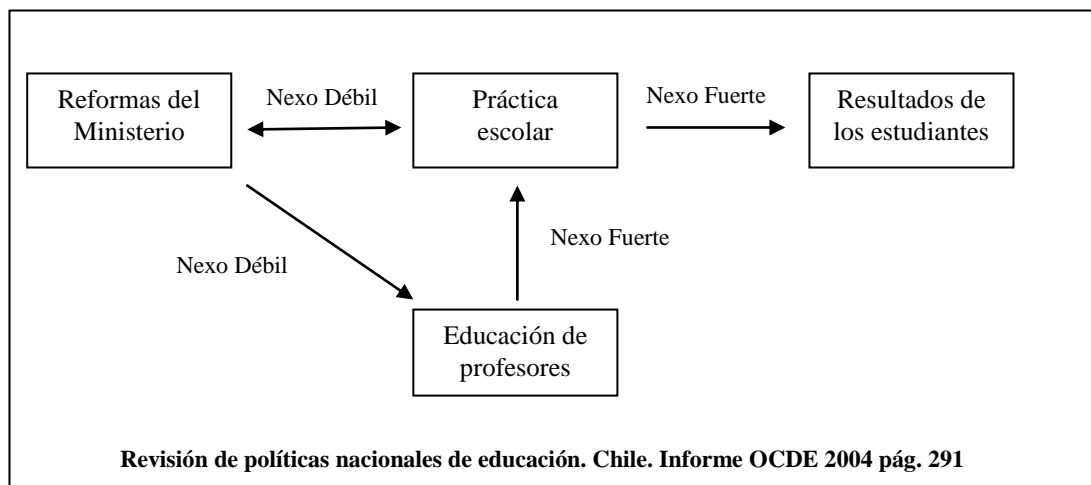 Reformas del
Ministerio
Nexo Débil
Práctica
escolar
Nexo Fuerte
Resultados de
los estudiantes
Nexo Débil
Nexo Fuerte
Educación de
profesores
Revisión de políticas nacionales de educación. Chile. Informe OCDE 2004 pág. 291